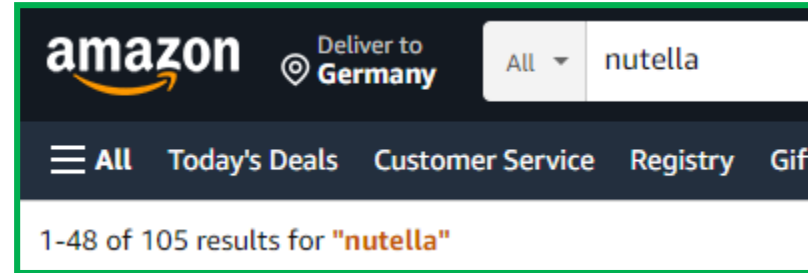 amazon
Deliver to
Germany
All
nutella
All Today's Deals Customer Service Registry Gif
1-48 of 105 results for "nutella"